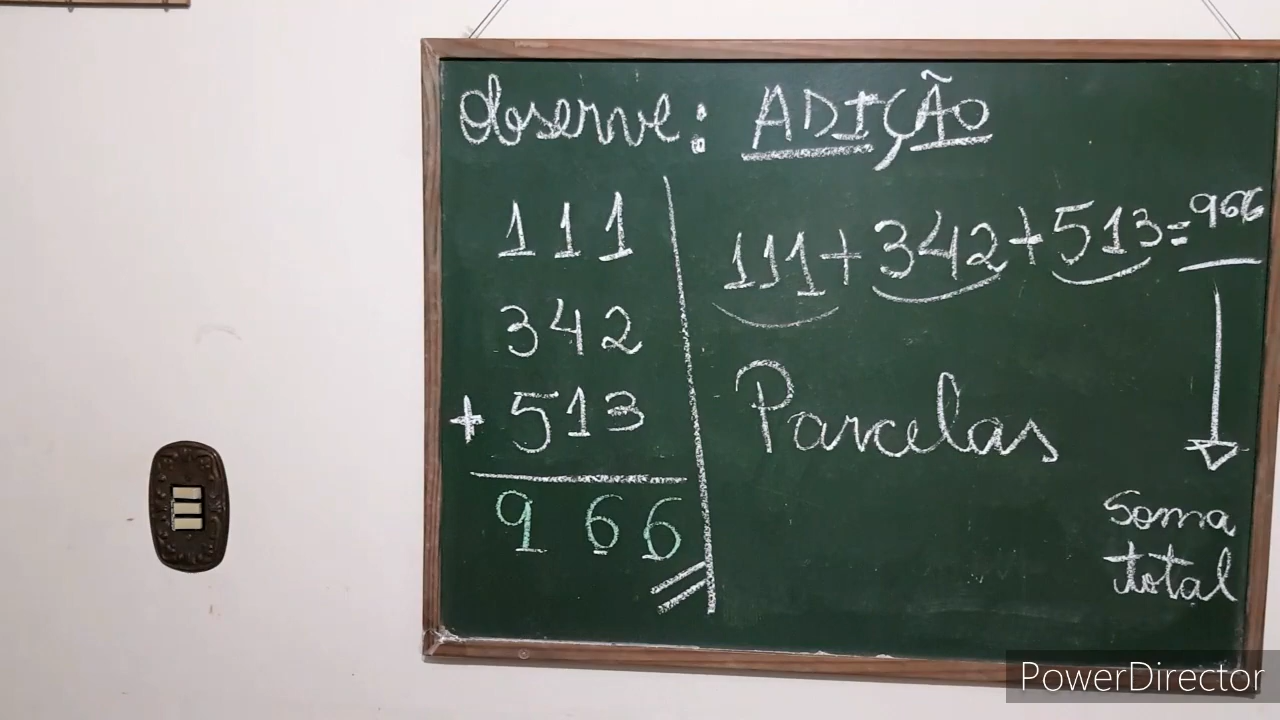 Observe: ADIÇÃO
111
342
+ 513
966
111+342+513=966
Parcelas
Soma
total
PowerDirector